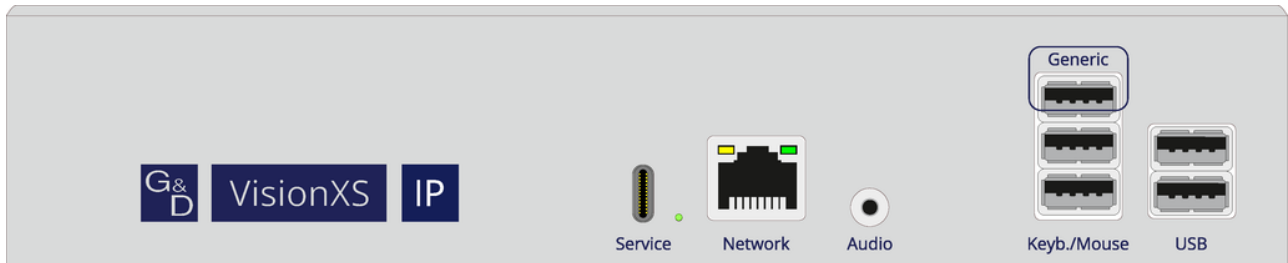 Generic
G&D VisionXS IP
Service Network Audio Keyb./Mouse USB